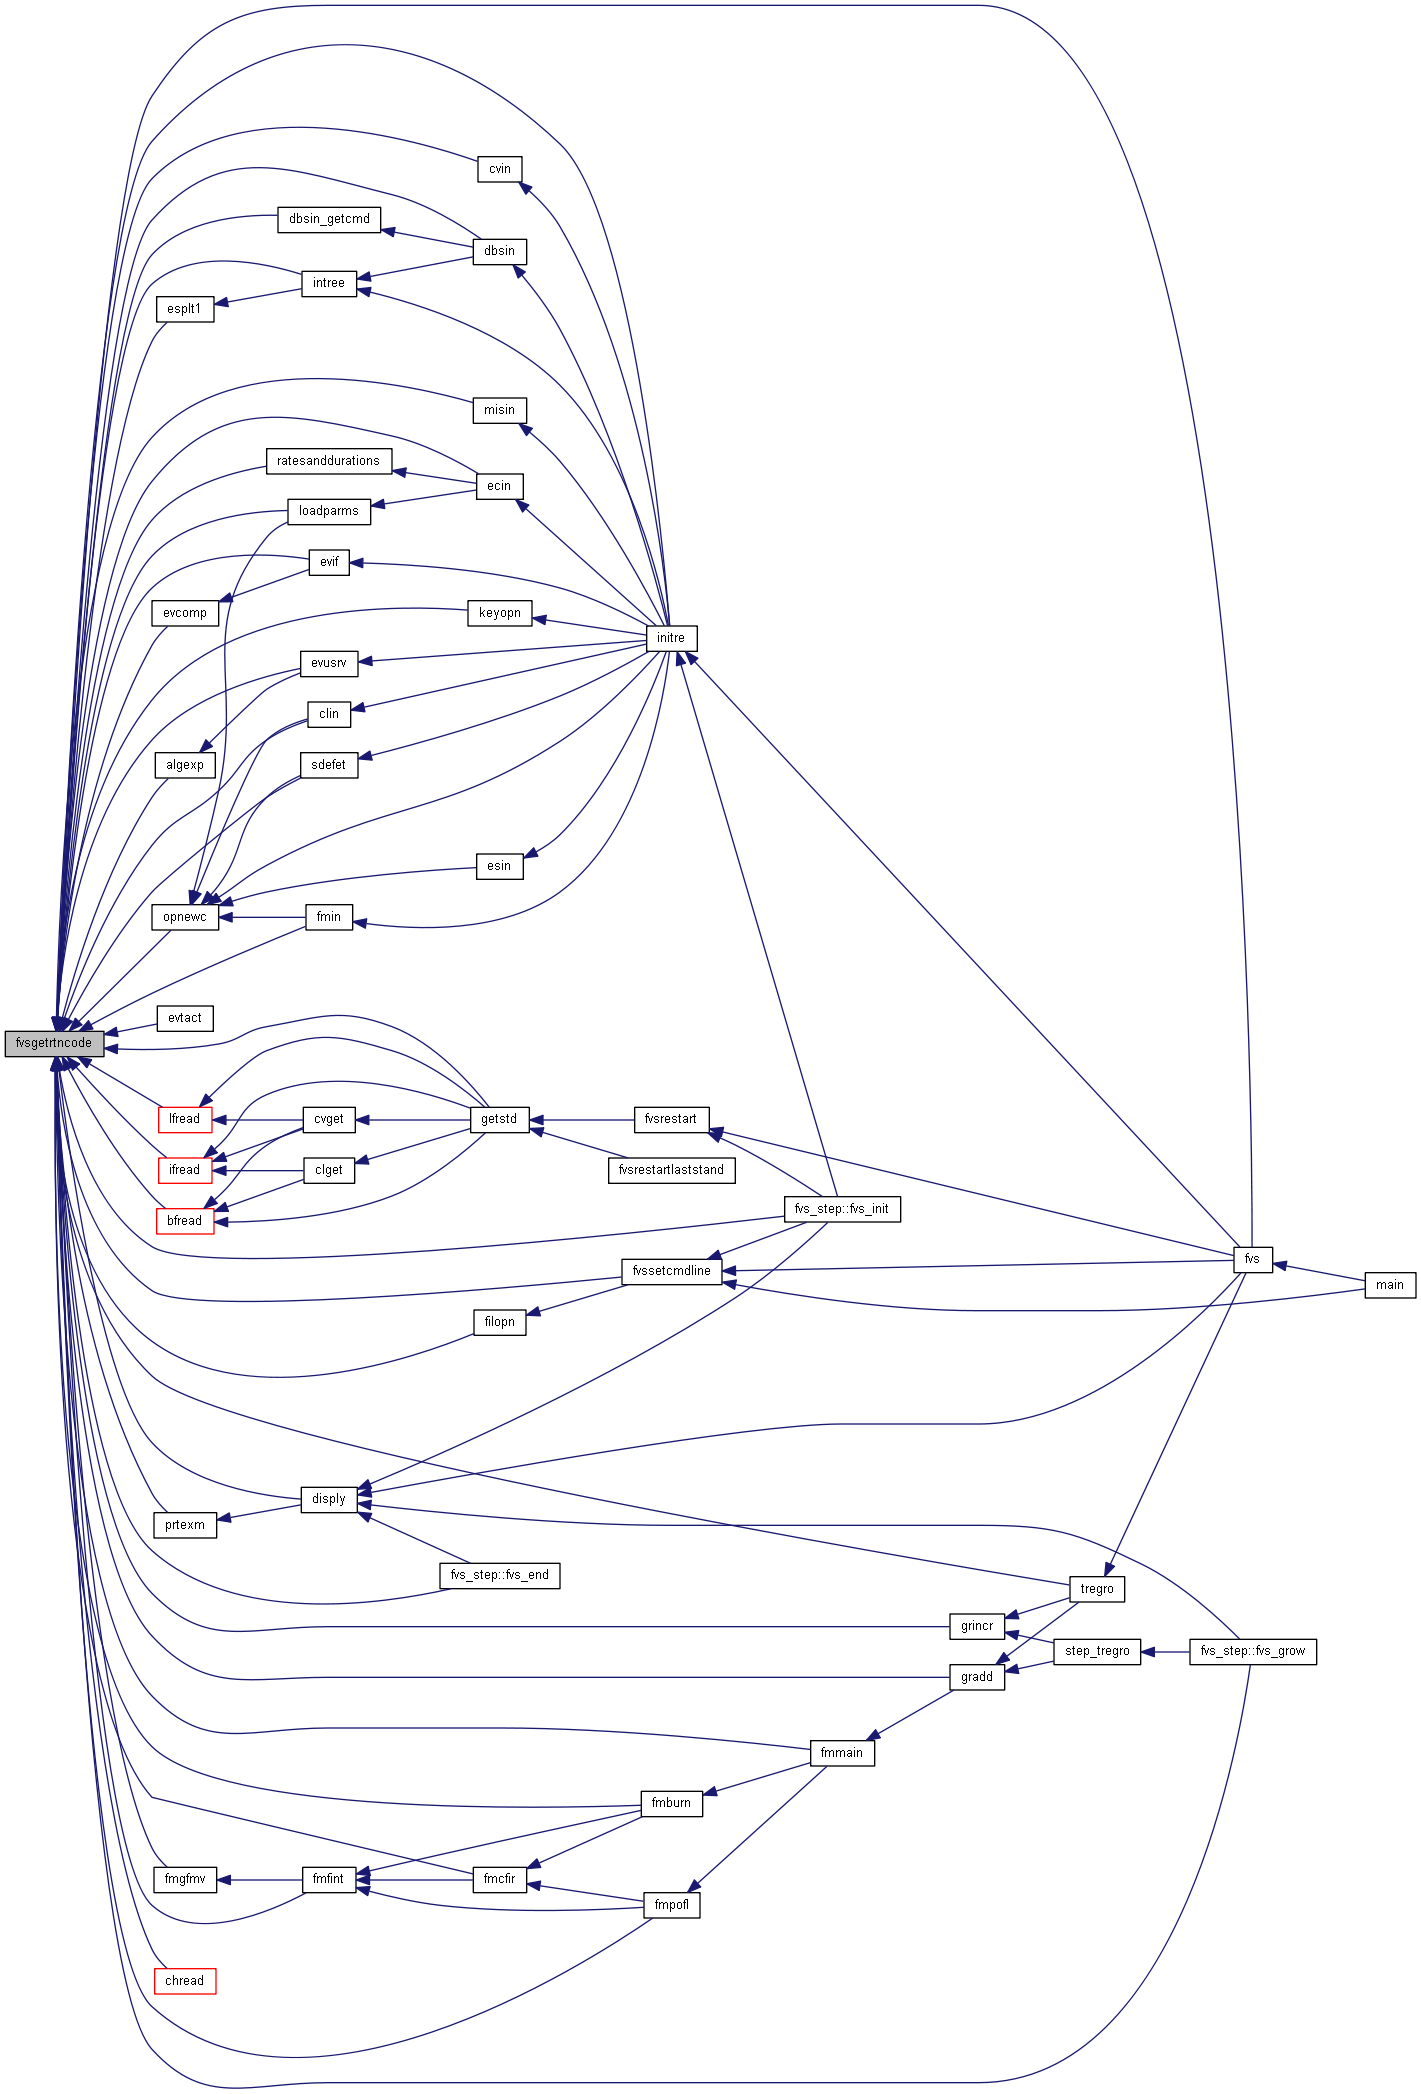 cvin
dbsin_getcmd
dbsin
intree
esplt1
misin
ratesanddurations
ecin
loadparms
evif
evcomp
keyopn
initre
evusrv
clin
algexp
sdefet
esin
opnewc
fmin
evtact
fvsgetrtncode
lfread
cvget
getstd
fvsrestart
ifread
clget
fvsrestartlaststand
bfread
fvs_step::fvs_init
fvs
fvssetcmdline
main
filopn
disply
prtexm
fvs_step::fvs_end
tregro
grincr
step_tregro
fvs_step::fvs_grow
gradd
fmmain
fmburn
fmgfmv
fmfint
fmcfir
fmpofl
chread